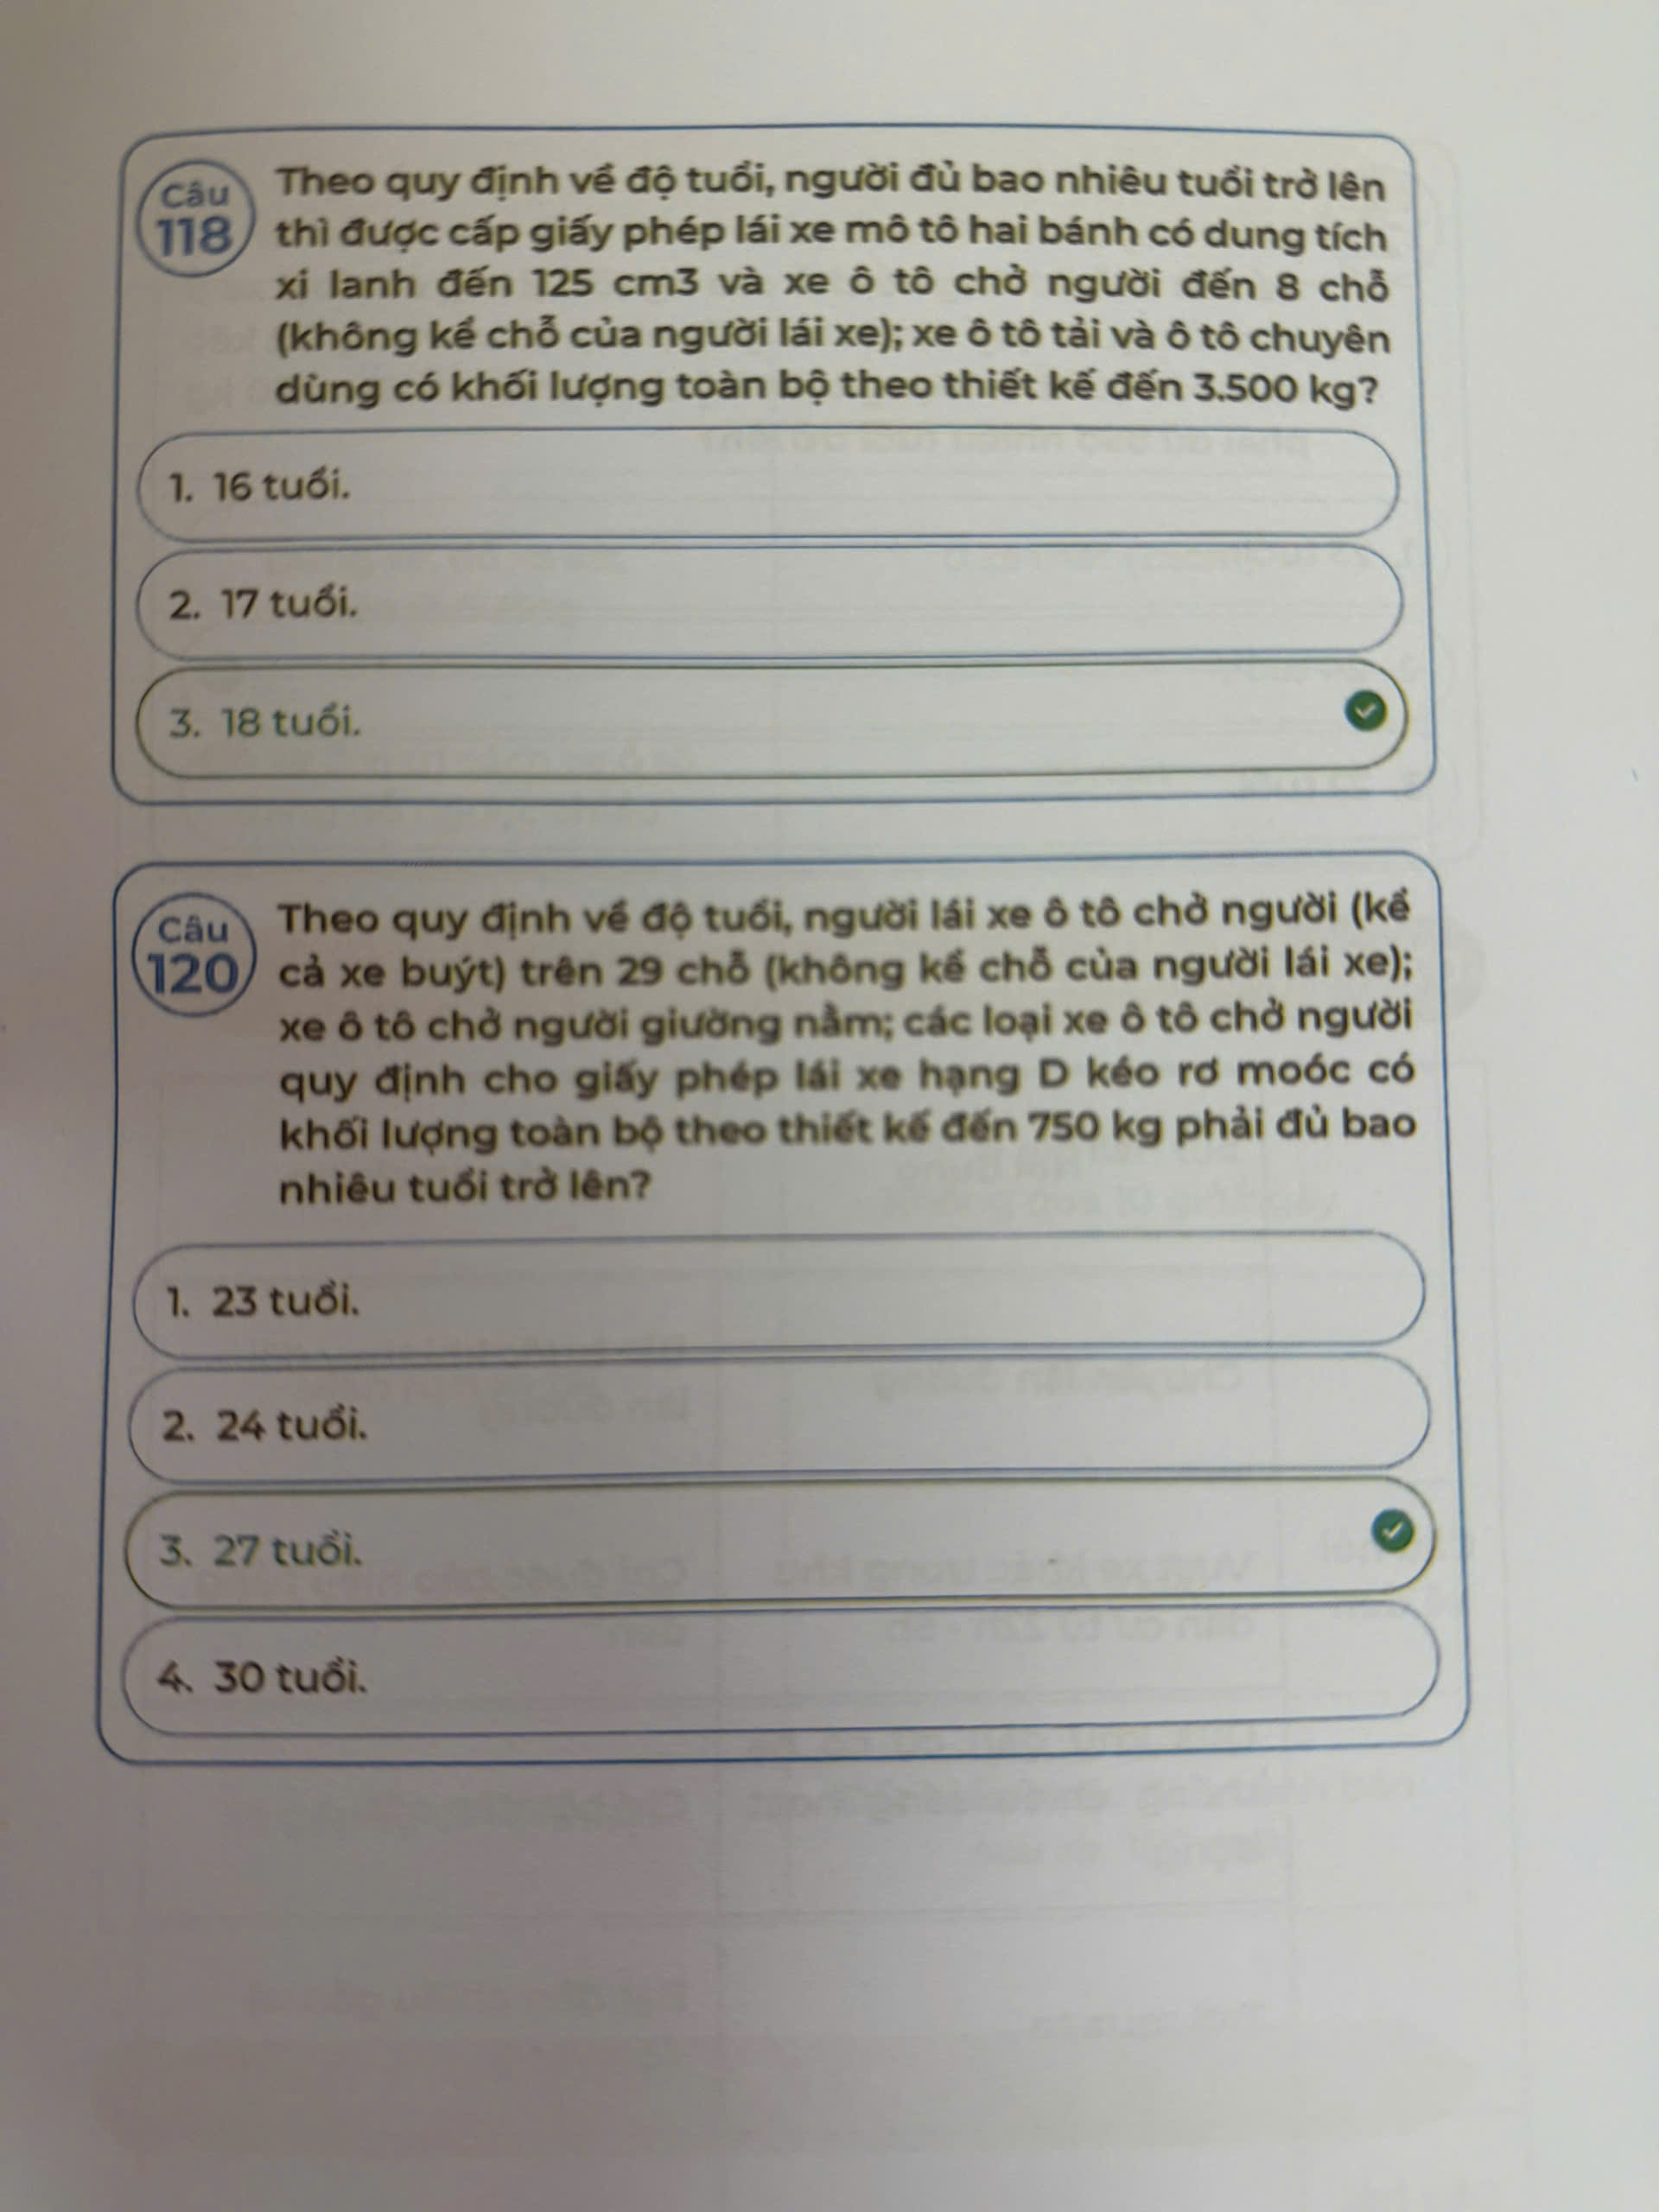 Câu
118
Theo quy định về độ tuổi, người đủ bao nhiêu tuổi trở lên
thì được cấp giấy phép lái xe mô tô hai bánh có dung tích
xi lanh đến 125 cm3 và xe ô tô chở người đến 8 chỗ
(không kể chỗ của người lái xe); xe ô tô tải và ô tô chuyên
dùng có khối lượng toàn bộ theo thiết kế đến 3.500 kg?
1. 16 tuổi.
2. 17 tuổi.
3. 18 tuổi.
Câu
120
Theo quy định về độ tuổi, người lái xe ô tô chở người (kể
cả xe buýt) trên 29 chỗ (không kể chỗ của người lái xe);
xe ô tô chở người giường nằm; các loại xe ô tô chở người
quy định cho giấy phép lái xe hạng D kéo rơ moóc có
khối lượng toàn bộ theo thiết kế đến 750 kg phải đủ bao
nhiêu tuổi trở lên?
1. 23 tuổi.
2. 24 tuổi.
3. 27 tuổi.
4. 30 tuổi.